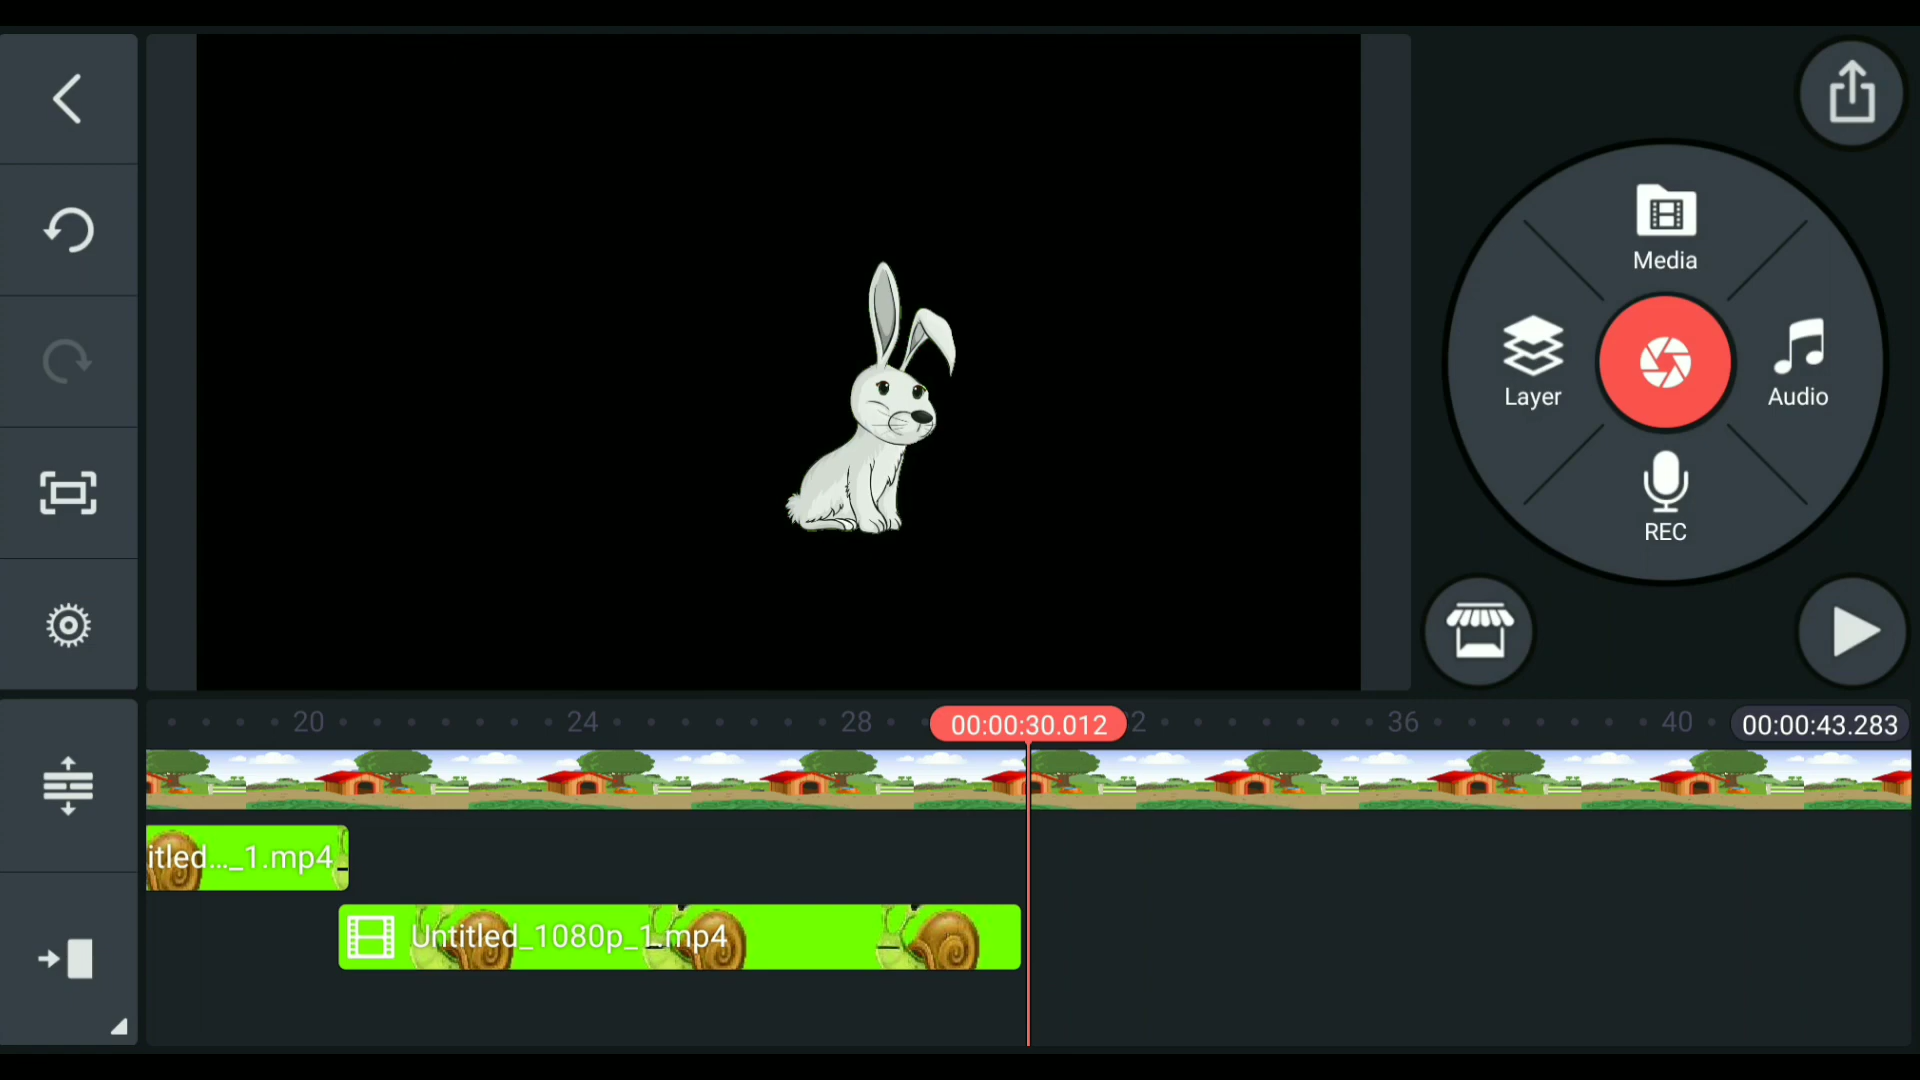 Media
Layer
Audio
REC
20
24
28
00:00:30.012
2
36
40
00:00:43.283
itled..._1.mp4
Untitled_1080p_1.mp4